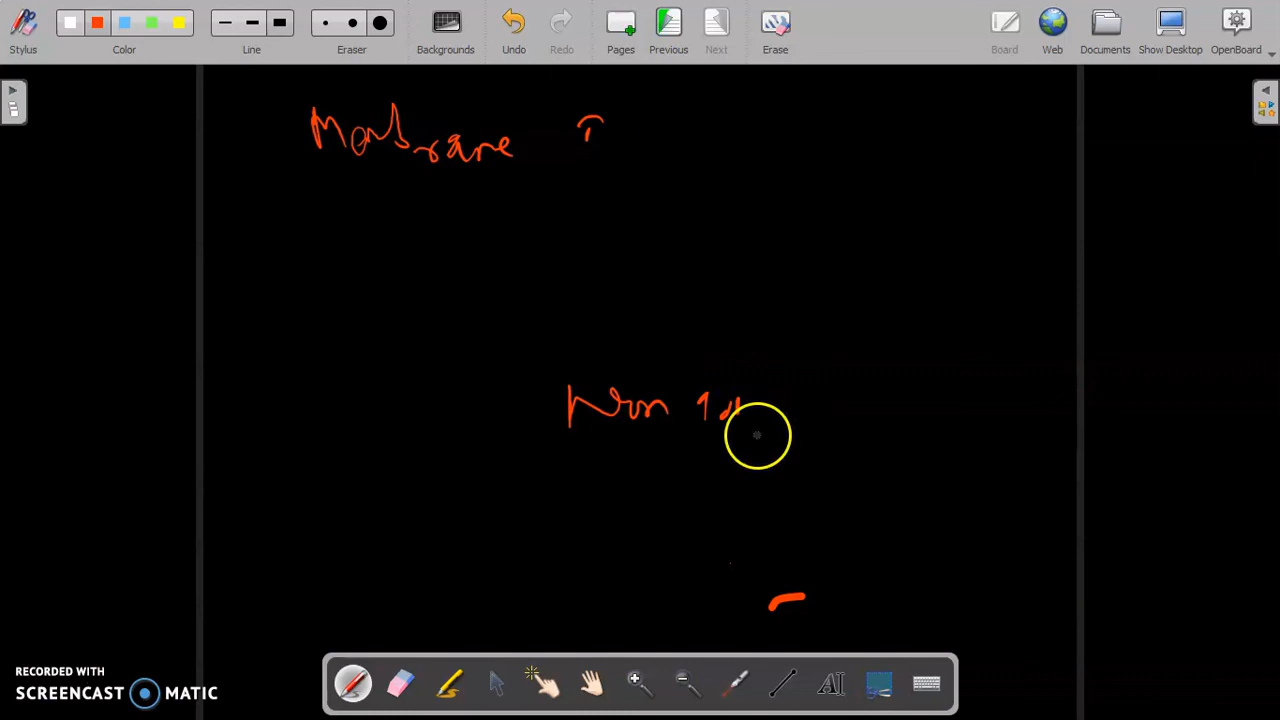 Stylus Color Line Eraser Backgrounds Undo Redo Pages Previous Next Erase Board Web Documents Show Desktop OpenBoard
Membrane
Non
RECORDED WITH
SCREENCAST MATIC